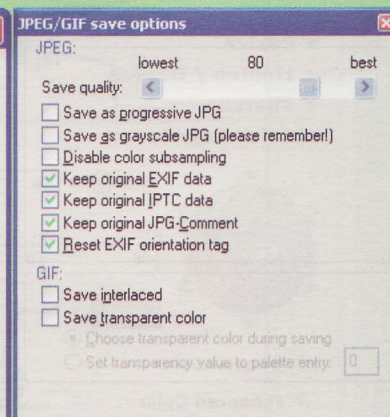 JPEG/GIF save options
JPEG:
lowest 80 best
Save quality:
Save as progressive JPG
Save as grayscale JPG (please remember!)
Disable color subsampling
Keep original EXIF data
Keep original IPTC data
Keep original JPG-Comment
Reset EXIF orientation tag
GIF:
Save interlaced
Save transparent color
Choose transparent color during saving
Set transparency value to palette entry: 0